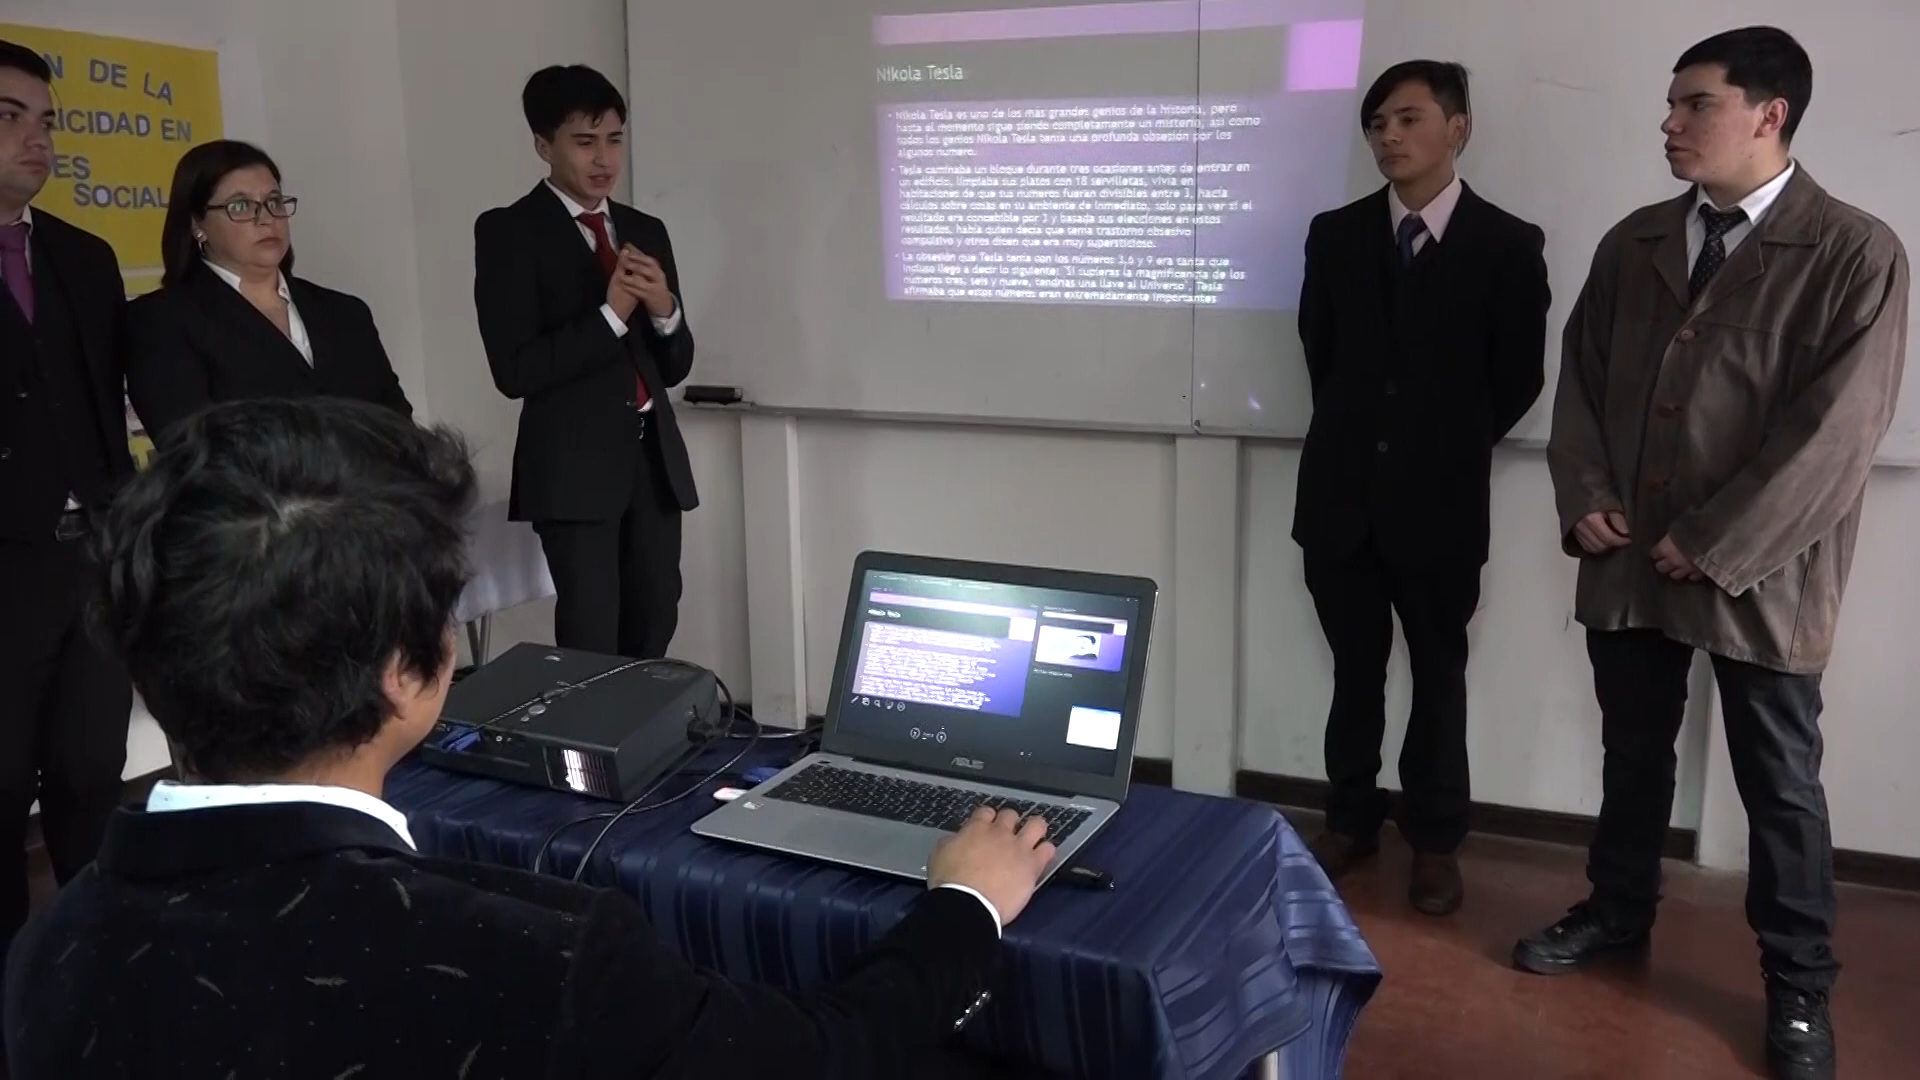 N DE LA
RICIDAD EN
ES
SOCIAL
Nikola Tesla
• Nikola Tesla es uno de los más grandes genios de la historia, pero
hasta el momento sigue siendo completamente un misterio, así como
todos los genios Nikola Tesla tenía una profunda obsesión por los
algunos numero.
• Tesla caminaba un bloque durante tres ocasiones antes de entrar en
un edificio, limpiaba sus platos con 18 servilletas, vivía en
habitaciones de que sus números fueran divisibles entre 3, hacía
cálculos sobre cosas en su ambiente de inmediato, solo para ver si el
resultado era concebible por 3 y basada sus elecciones en estos
resultados, había quien decía que tenía trastorno obsesivo
compulsivo y otros dicen que era muy supersticioso.
• La obsesión que Tesla tenía con los números 3,6 y 9 era tanta que
incluso llegó a decir lo siguiente: "Si supieras la magnificencia de los
números tres, seis y nueve, tendrías una llave al Universo", Tesla
afirmaba que estos números eran extremadamente importantes
Nikola Tesla
ASUS